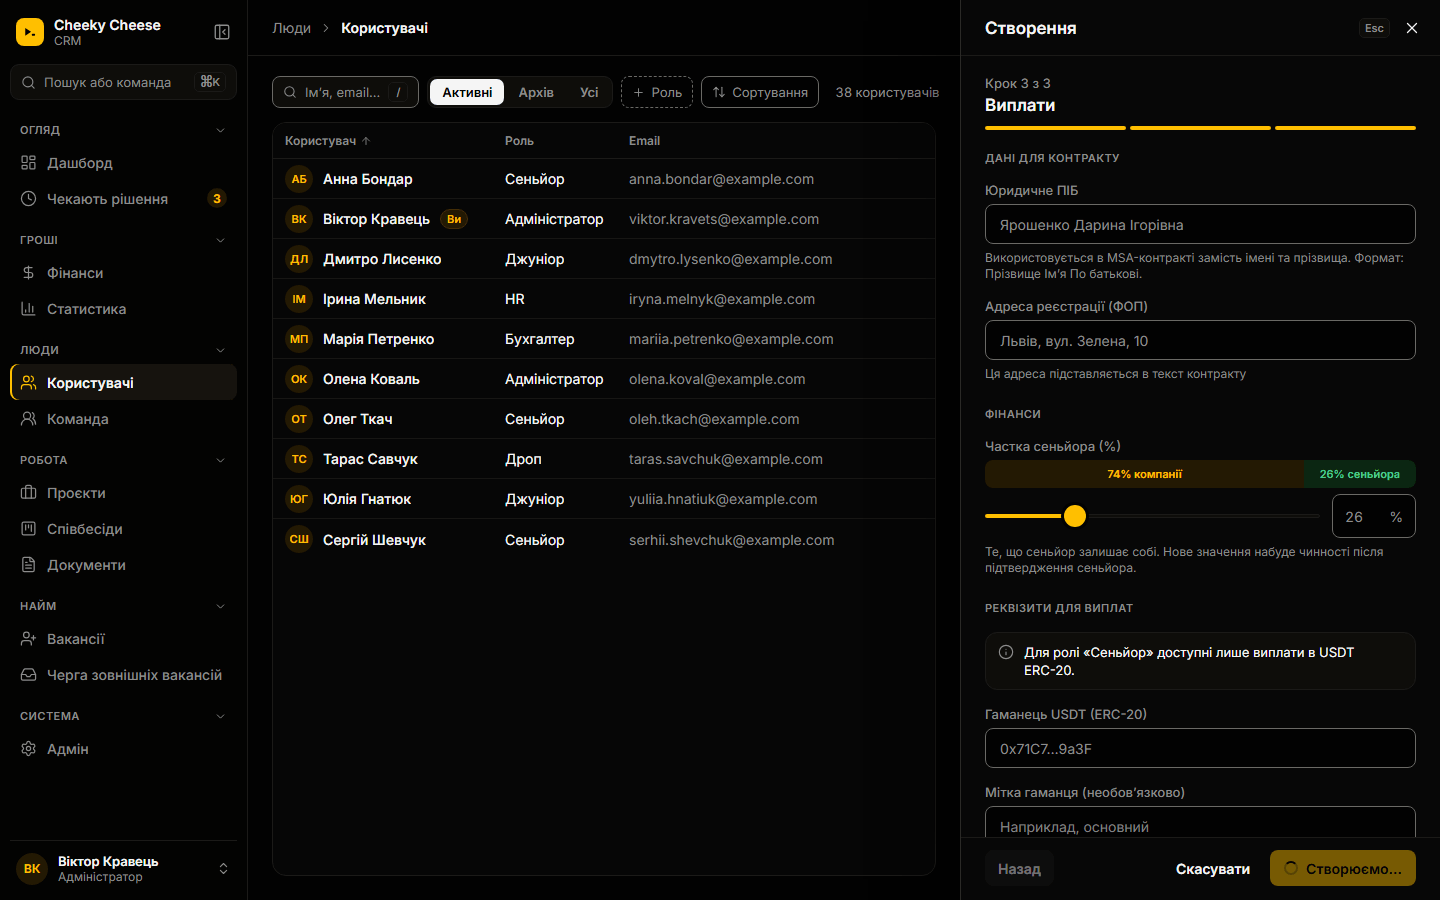 Cheeky Cheese
CRM
Пошук або команда
⌘K
ОГЛЯД
Дашборд
Чекають рішення
3
ГРОШІ
Фінанси
Статистика
ЛЮДИ
Користувачі
Команда
РОБОТА
Проєкти
Співбесіди
Документи
НАЙМ
Вакансії
Черга зовнішніх вакансій
СИСТЕМА
Адмін
ВК
Віктор Кравець
Адміністратор
Люди
Користувачі
Ім'я, email...
/
Активні
Архів
Усі
Роль
Сортування
38 користувачів
Користувач
Роль
Email
АБ Анна Бондар Сеньйор anna.bondar@example.com
ВК Віктор Кравець Ви Адміністратор viktor.kravets@example.com
ДЛ Дмитро Лисенко Джуніор dmytro.lysenko@example.com
ІМ Ірина Мельник HR iryna.melnyk@example.com
МП Марія Петренко Бухгалтер mariia.petrenko@example.com
ОК Олена Коваль Адміністратор olena.koval@example.com
ОТ Олег Ткач Сеньйор oleh.tkach@example.com
ТС Тарас Савчук Дроп taras.savchuk@example.com
ЮГ Юлія Гнатюк Джуніор yuliia.hnatiuk@example.com
СШ Сергій Шевчук Сеньйор serhii.shevchuk@example.com
Створення
Esc
Крок 3 з 3
Виплати
ДАНІ ДЛЯ КОНТРАКТУ
Юридичне ПІБ
Ярошенко Дарина Ігорівна
Використовується в MSA-контракті замість імені та прізвища. Формат:
Прізвище Ім'я По батькові.
Адреса реєстрації (ФОП)
Львів, вул. Зелена, 10
Ця адреса підставляється в текст контракту
ФІНАНСИ
Частка сеньйора (%)
74% компанії
26% сеньйора
26 %
Те, що сеньйор залишає собі. Нове значення набуде чинності після
підтвердження сеньйора.
РЕКВІЗИТИ ДЛЯ ВИПЛАТ
Для ролі «Сеньйор» доступні лише виплати в USDT
ERC-20.
Гаманець USDT (ERC-20)
0x71C7...9a3F
Мітка гаманця (необов'язково)
Наприклад, основний
Назад
Скасувати
Створюємо...